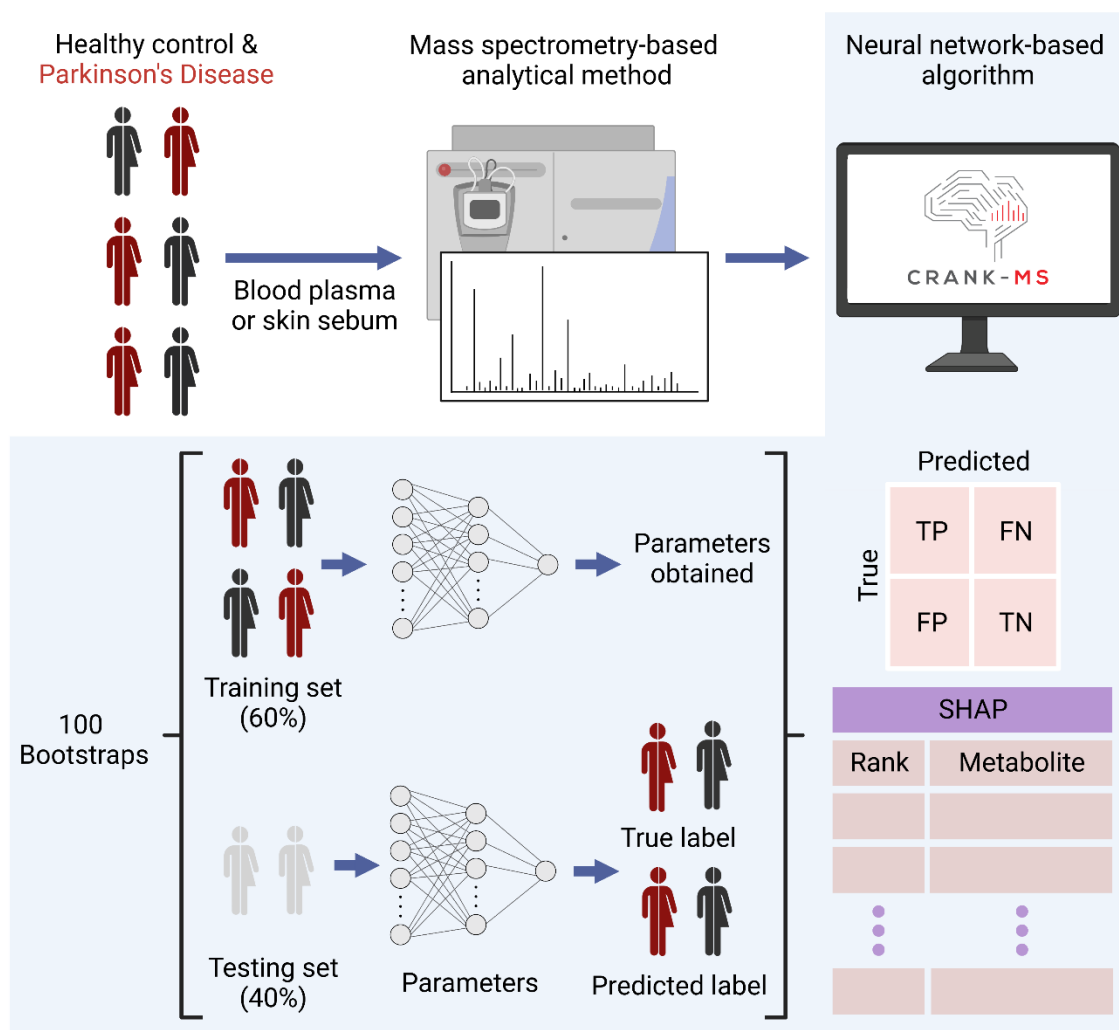 Healthy control &
Parkinson's Disease
Mass spectrometry-based
analytical method
Neural network-based
algorithm
Blood plasma
or skin sebum
CRANK-MS
100
Bootstraps
Training set
(60%)
Parameters
obtained
Testing set
(40%)
Parameters
True label
Predicted label
Predicted
True
TP FN
FP TN
SHAP
Rank Metabolite